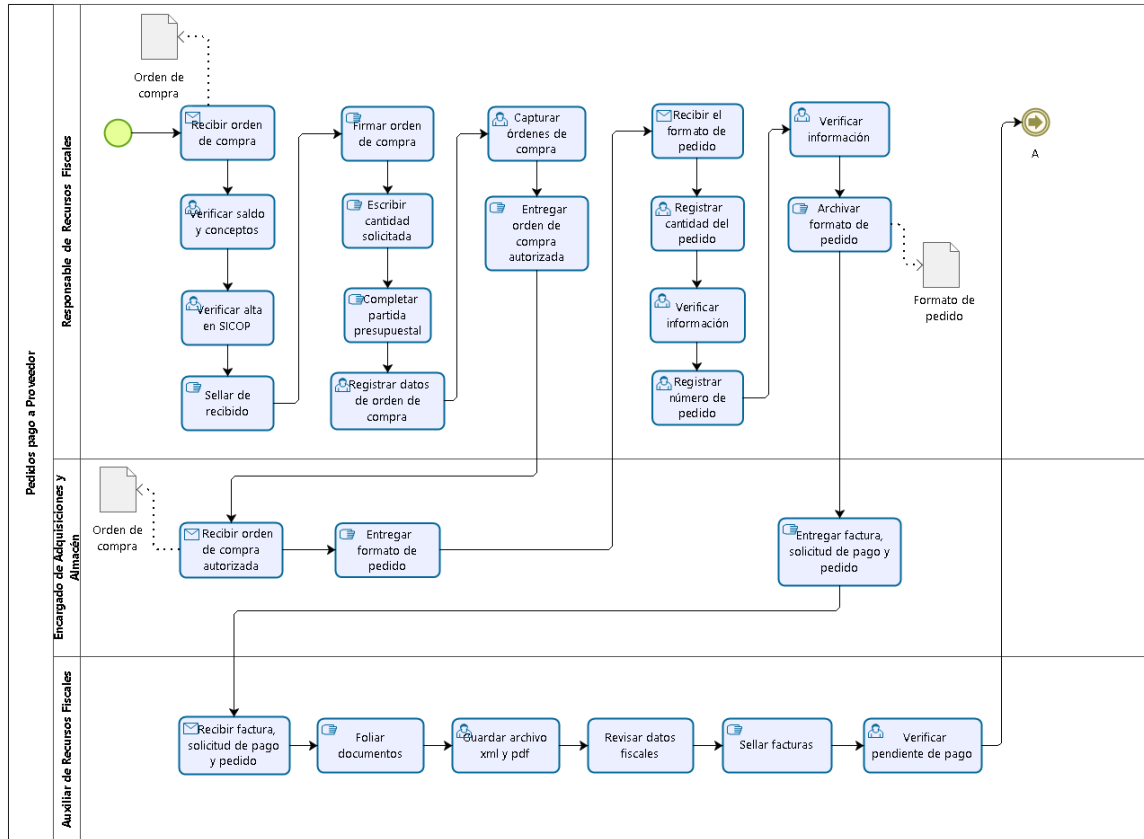 Pedidos pago a Proveedor
Responsable de Recursos Fiscales
Orden de
compra
Recibir orden
de compra
Verificar saldo
y conceptos
Verificar alta
en SICOP
Sellar de
recibido
Firmar orden
de compra
Escribir
cantidad
solicitada
Completar
partida
presupuestal
Registrar datos
de orden de
compra
Capturar
órdenes de
compra
Entregar
orden de
compra
autorizada
Recibir el
formato de
pedido
Registrar
cantidad del
pedido
Verificar
información
Registrar
número de
pedido
Verificar
información
Archivar
formato de
pedido
Formato de
pedido
A
Encargado de Adquisiciones y
Almacén
Orden de
compra
Recibir orden
de compra
autorizada
Entregar
formato de
pedido
Entregar factura,
solicitud de pago y
pedido
Auxiliar de Recursos Fiscales
Recibir factura,
solicitud de pago
y pedido
Foliar
documentos
Guardar archivo
xml y pdf
Revisar datos
fiscales
Sellar facturas
Verificar
pendiente de pago